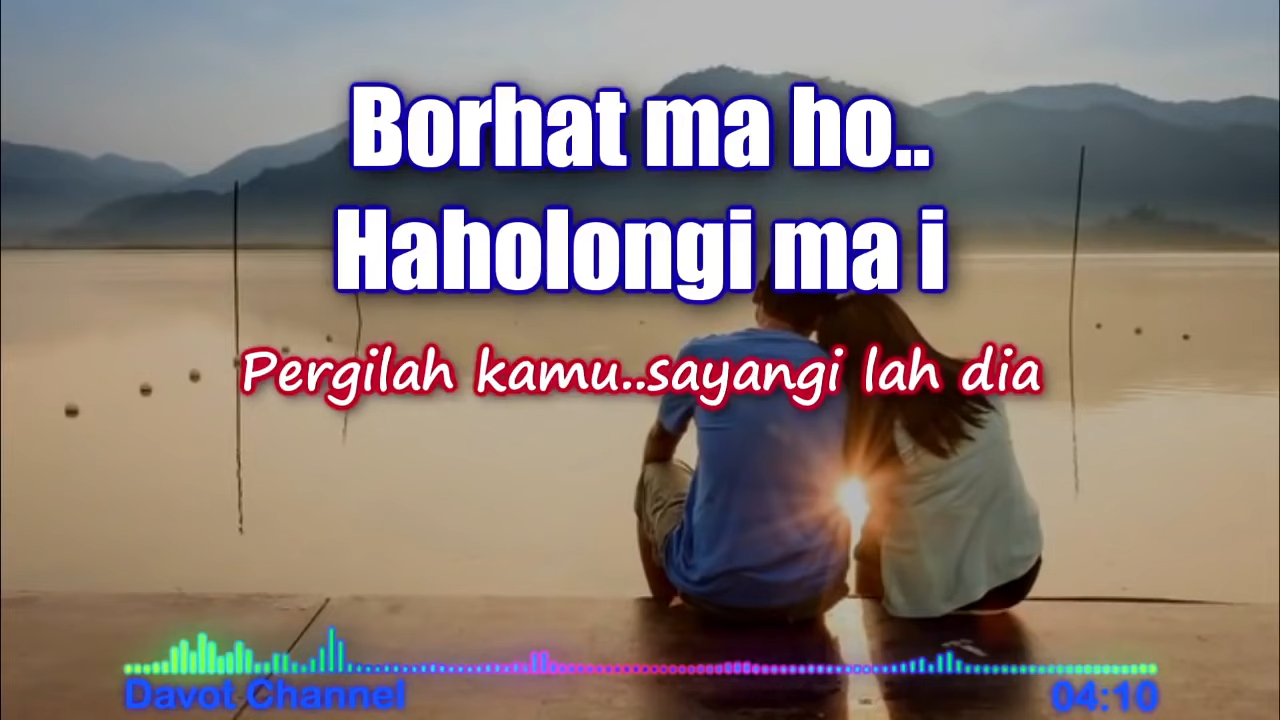 Borhat ma ho..
Haholongi ma i
Pergilah kamu..sayangi lah dia
Davot Channel
04:10